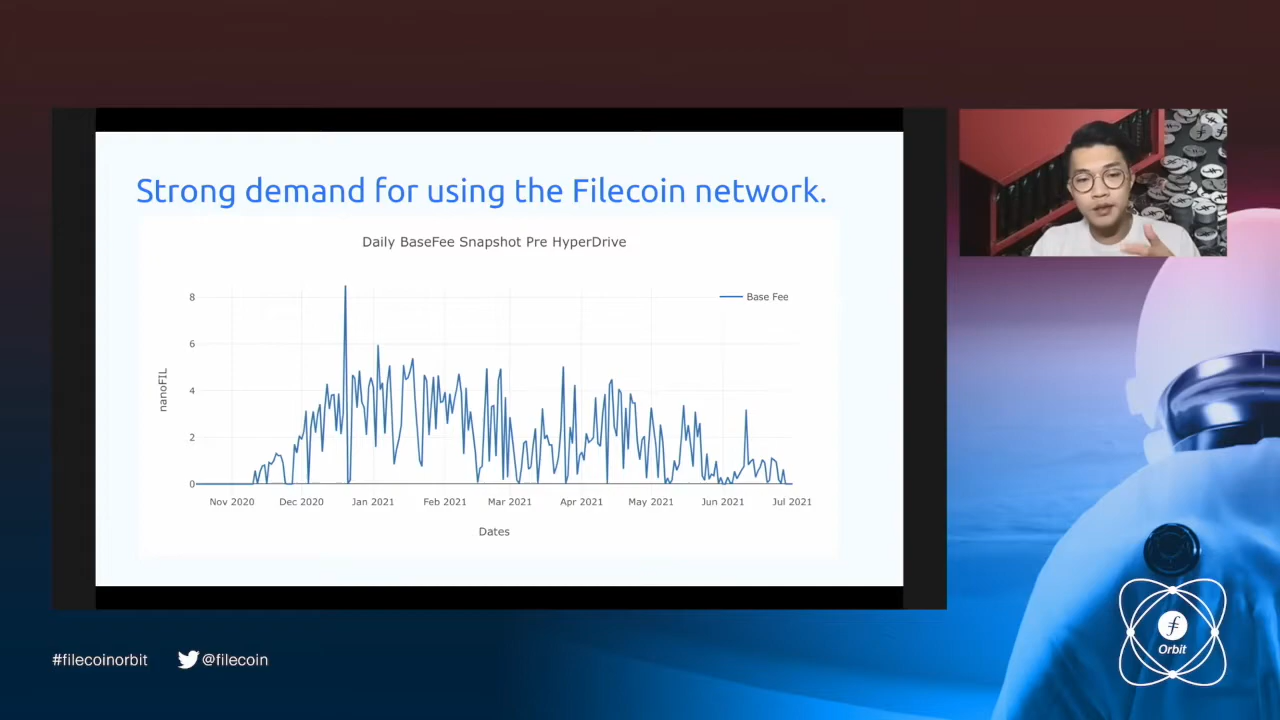 Strong demand for using the Filecoin network.
Daily BaseFee Snapshot Pre HyperDrive
Base Fee
8
6
4
2
0
nanoFIL
Nov 2020 Dec 2020 Jan 2021 Feb 2021 Mar 2021 Apr 2021 May 2021 Jun 2021 Jul 2021
Dates
#filecoinorbit @filecoin
Orbit